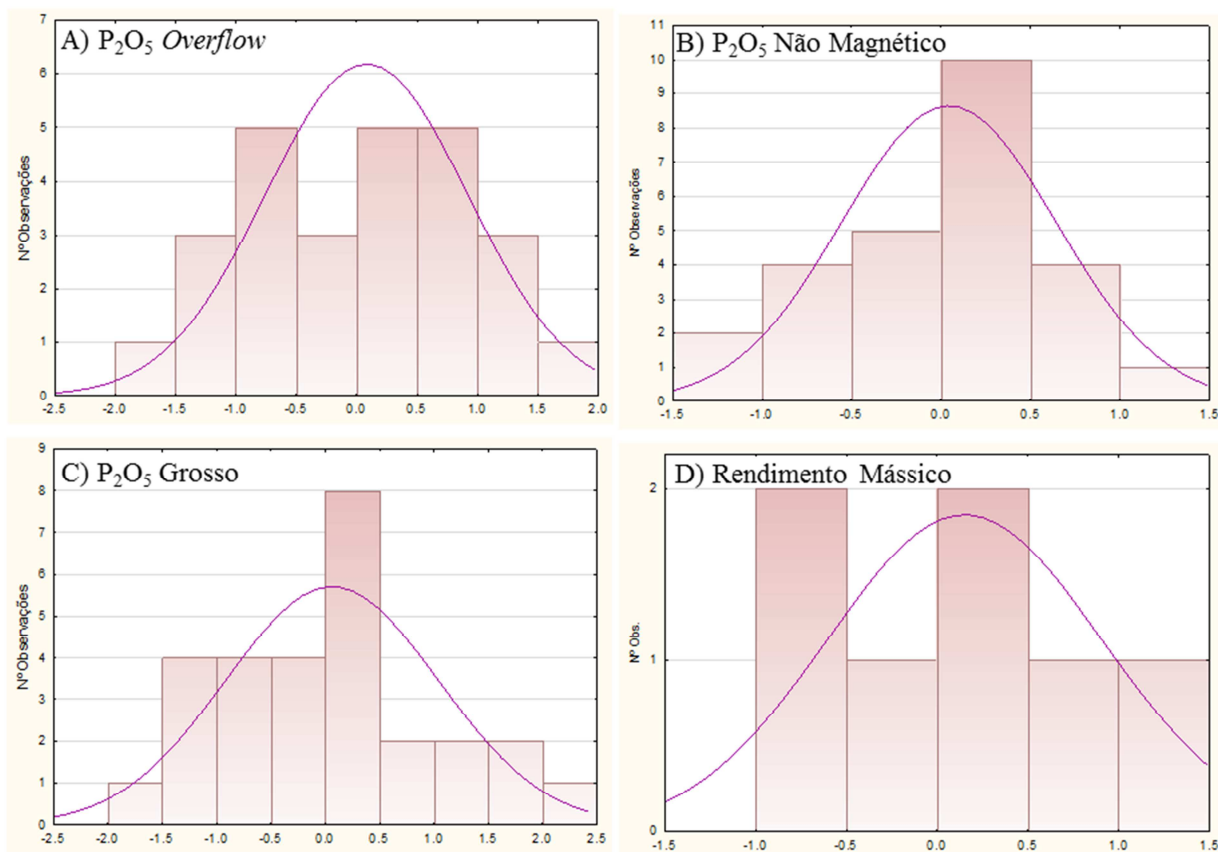 A) P₂O₅ Overflow
7
6
5
4
3
2
1
0
NºObservações
-2.5 -2.0 -1.5 -1.0 -0.5 0.0 0.5 1.0 1.5 2.0
B) P₂O₅ Não Magnético
11
10
9
8
7
6
5
4
3
2
1
0
Nº Observações
-1.5 -1.0 -0.5 0.0 0.5 1.0 1.5
C) P₂O₅ Grosso
9
8
7
6
5
4
3
2
1
0
NºObservações
-2.5 -2.0 -1.5 -1.0 -0.5 0.0 0.5 1.0 1.5 2.0 2.5
D) Rendimento Mássico
2
1
0
Nº Obs.
-1.5 -1.0 -0.5 0.0 0.5 1.0 1.5